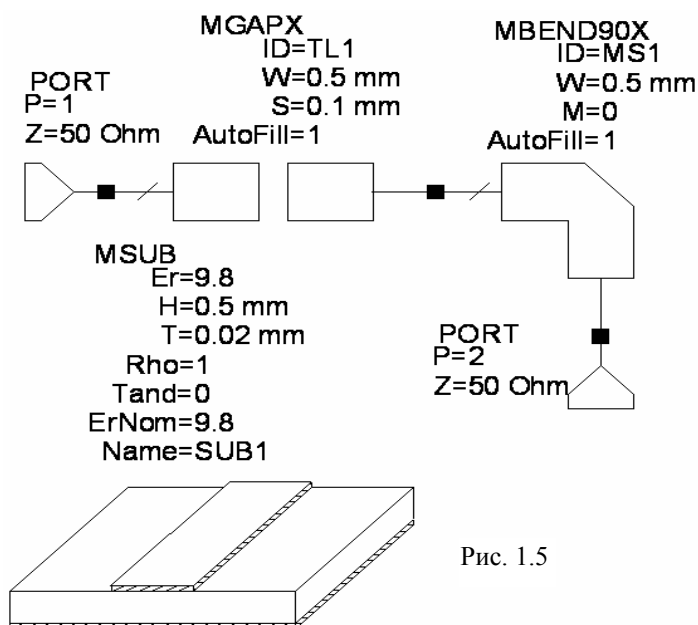 MGAPX
ID=TL1
W=0.5 mm
S=0.1 mm
AutoFill=1
MBEND90X
ID=MS1
W=0.5 mm
M=0
AutoFill=1
PORT
P=1
Z=50 Ohm
MSUB
Er=9.8
H=0.5 mm
T=0.02 mm
Rho=1
Tand=0
ErNom=9.8
Name=SUB1
PORT
P=2
Z=50 Ohm
Рис. 1.5